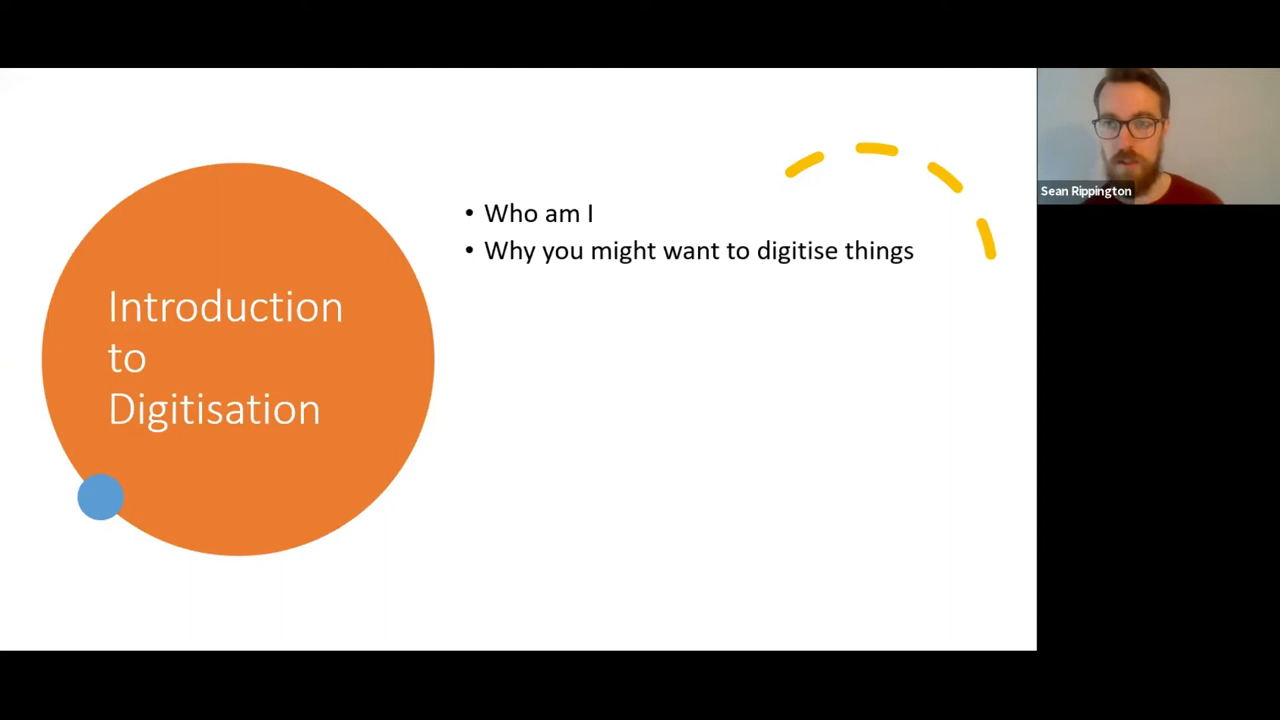 Introduction
to
Digitisation
• Who am I
• Why you might want to digitise things
Sean Rippington